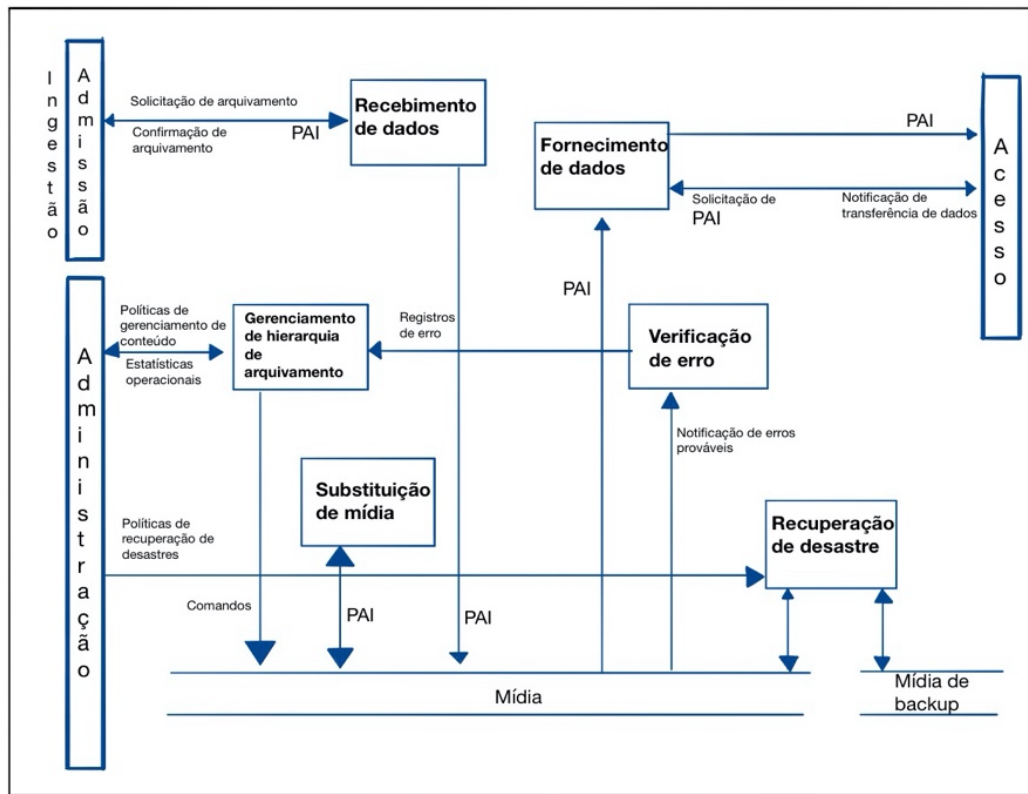 Ingestão
Admissão
Solicitação de arquivamento
Confirmação de
arquivamento
PAI
Recebimento
de dados
Fornecimento
de dados
PAI
Solicitação de
PAI
Notificação de
transferência de dados
Acesso
PAI
Administração
Políticas de
gerenciamento de
conteúdo
Estatísticas
operacionais
Gerenciamento
de hierarquia
de
arquivamento
Registros
de erro
Verificação
de erro
Notificação de erros
prováveis
Substituição
de mídia
Políticas de
recuperação de
desastres
Recuperação
de desastre
Comandos
PAI
PAI
Mídia
Mídia de
backup